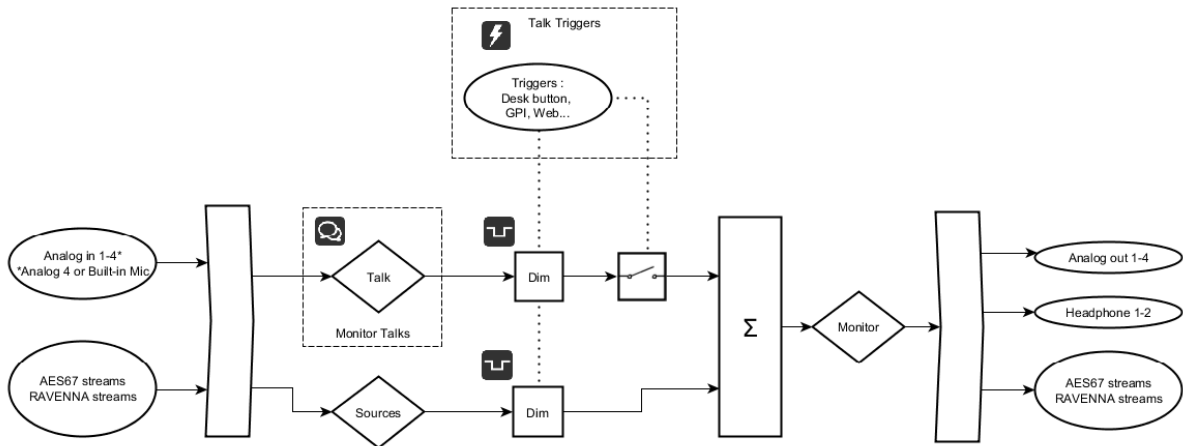 Talk Triggers
Triggers :
Desk button,
GPI, Web...
Analog in 1-4*
*Analog 4 or Built-in Mic
Talk
Dim
Monitor Talks
Σ
Monitor
Analog out 1-4
Headphone 1-2
AES67 streams
RAVENNA streams
AES67 streams
RAVENNA streams
Sources
Dim